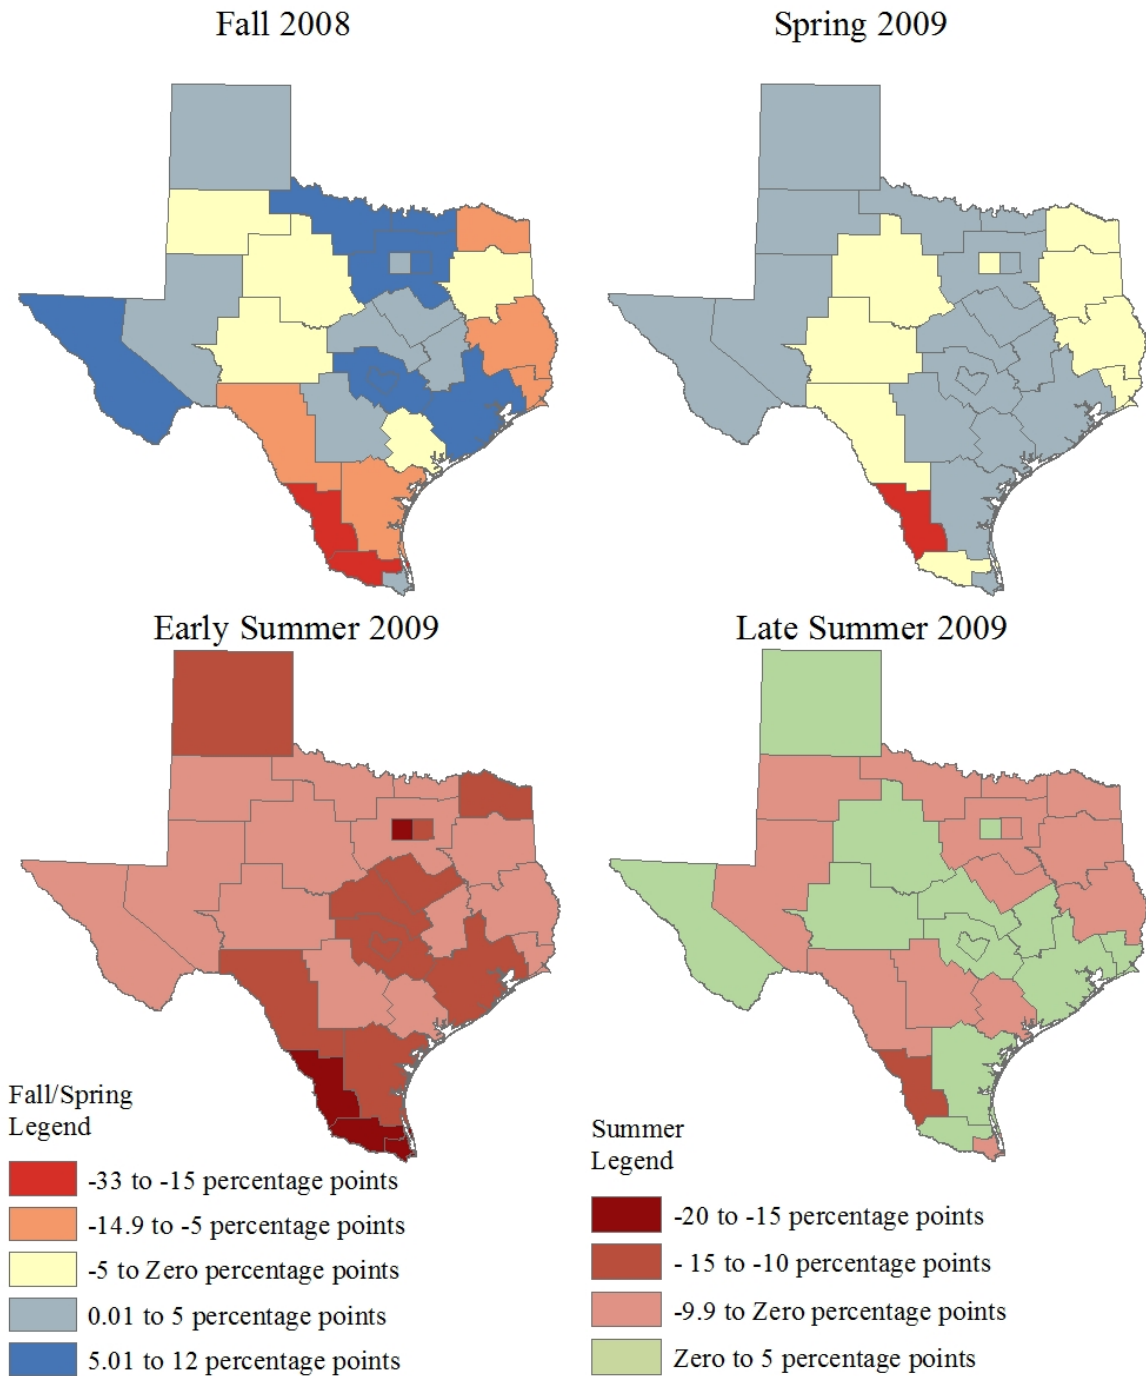 Fall 2008
Spring 2009
Early Summer 2009
Late Summer 2009
Fall/Spring
Legend
-33 to -15 percentage points
-14.9 to -5 percentage points
-5 to Zero percentage points
0.01 to 5 percentage points
5.01 to 12 percentage points
Summer
Legend
-20 to -15 percentage points
- 15 to -10 percentage points
-9.9 to Zero percentage points
Zero to 5 percentage points